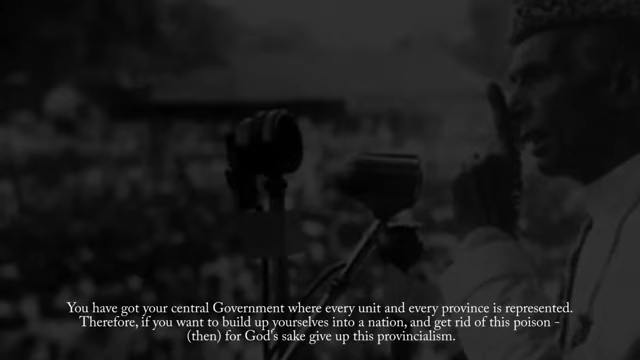 You have got your central Government where every unit and every province is represented.
Therefore, if you want to build up yourselves into a nation, and get rid of this poison -
(then) for God's sake give up this provincialism.